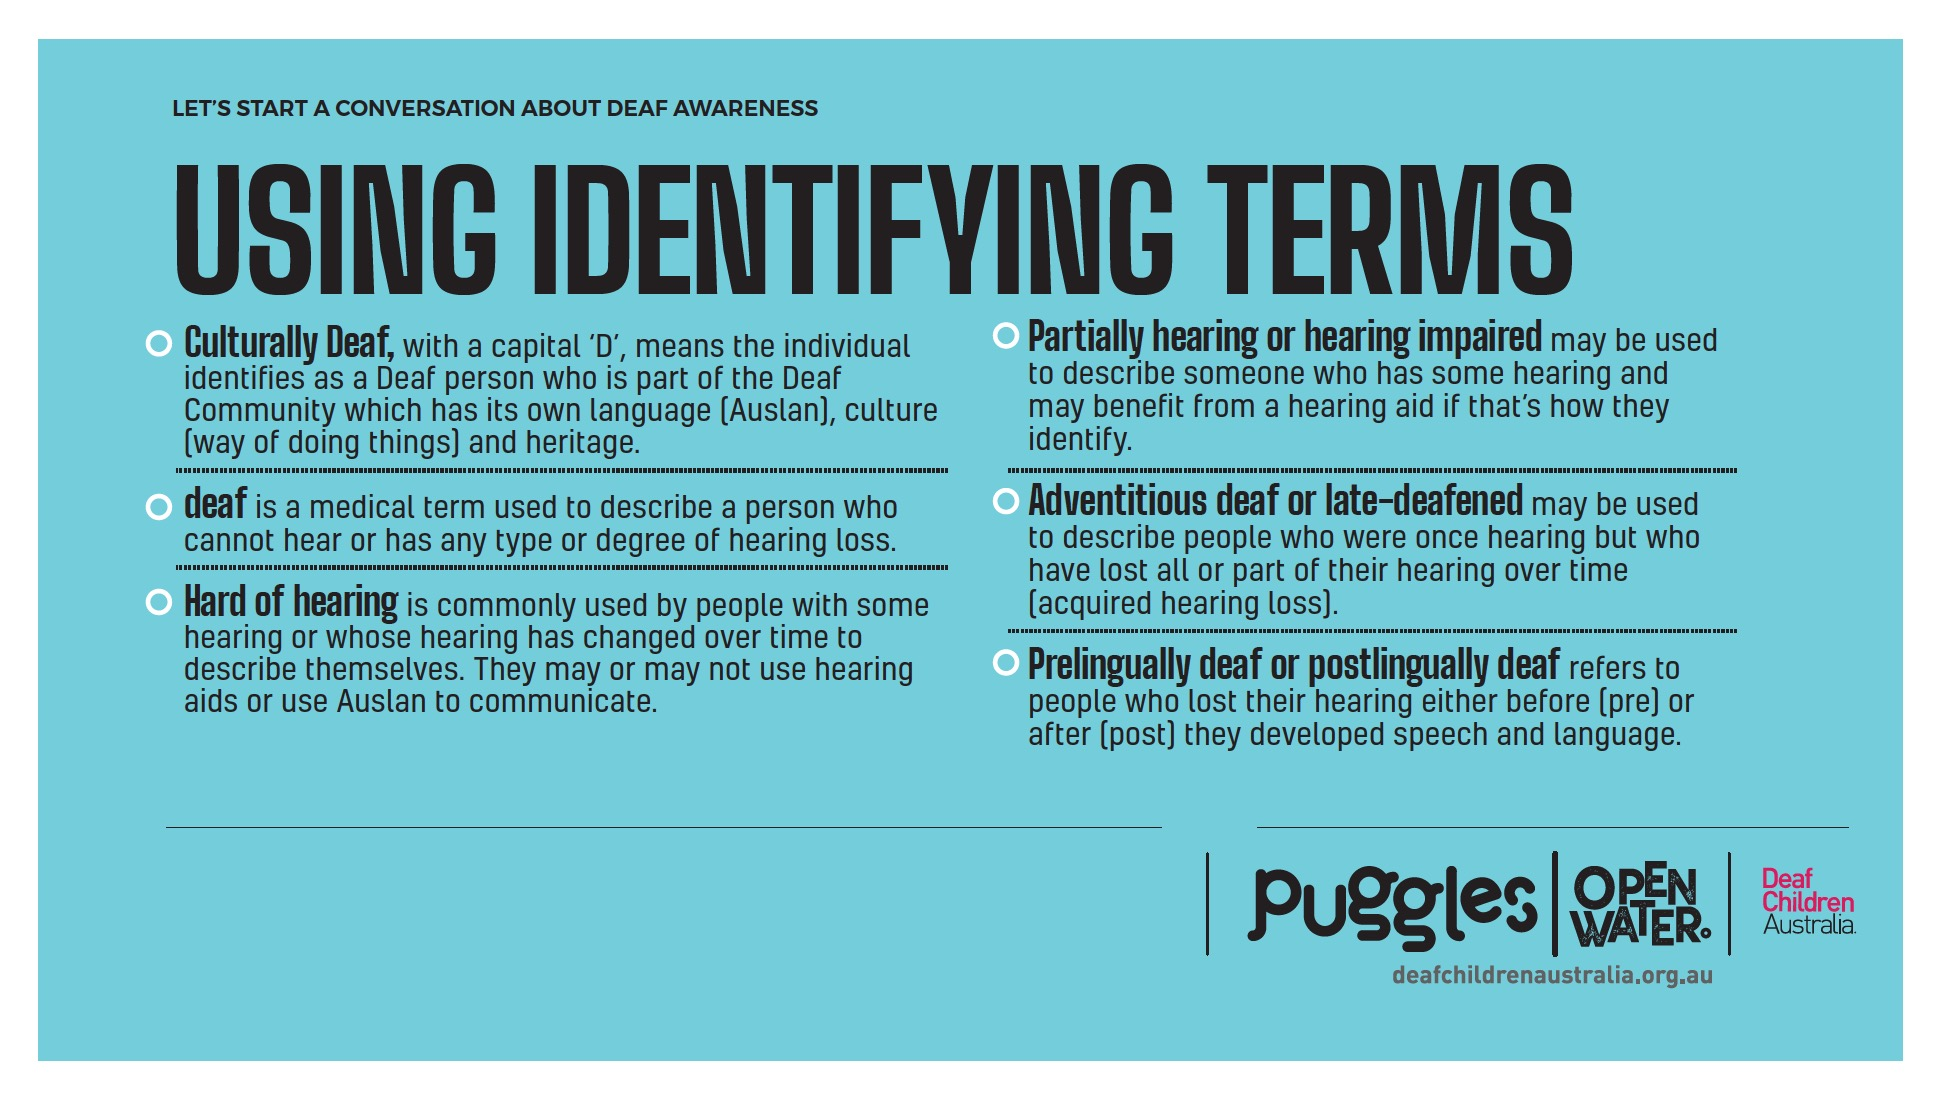 LET’S START A CONVERSATION ABOUT DEAF AWARENESS
USING IDENTIFYING TERMS
Culturally Deaf, with a capital ‘D’, means the individual
identifies as a Deaf person who is part of the Deaf
Community which has its own language (Auslan), culture
(way of doing things) and heritage.
deaf is a medical term used to describe a person who
cannot hear or has any type or degree of hearing loss.
Hard of hearing is commonly used by people with some
hearing or whose hearing has changed over time to
describe themselves. They may or may not use hearing
aids or use Auslan to communicate.
Partially hearing or hearing impaired may be used
to describe someone who has some hearing and
may benefit from a hearing aid if that’s how they
identify.
Adventitious deaf or late-deafened may be used
to describe people who were once hearing but who
have lost all or part of their hearing over time
(acquired hearing loss).
Prelingually deaf or postlingually deaf refers to
people who lost their hearing either before (pre) or
after (post) they developed speech and language.
puggles
OPEN
WATER.
Deaf
Children
Australia.
deafchildrenaustralia.org.au